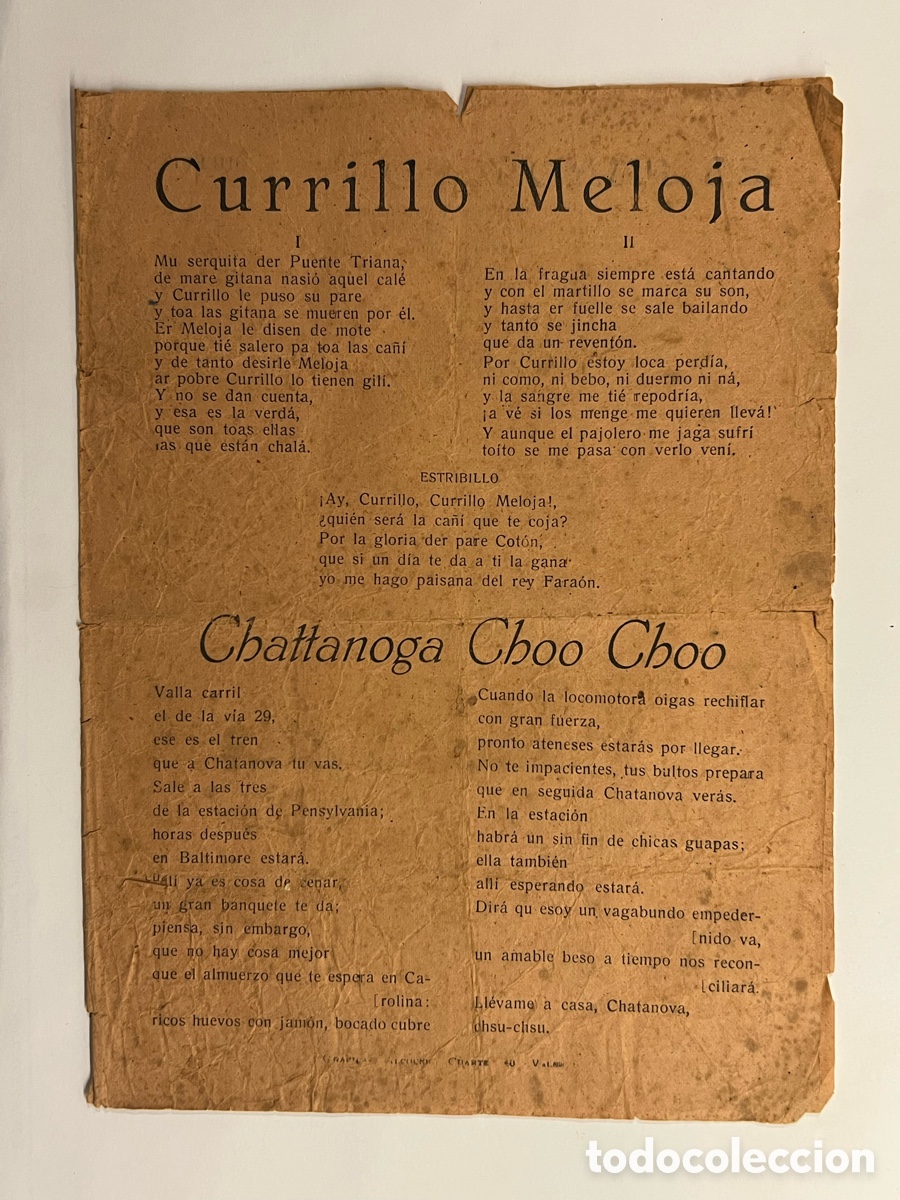 Currillo Meloja
I
Mu serquita der Puente Triana,
de mare gitana nasió aquel calé
y Currillo le puso su pare
y toa las gitana se mueren por él.
Er Meloja le disen de mote
porque tié salero pa toa las cañí
y de tanto desirle Meloja
ar pobre Currillo lo tienen gilí.
Y no se dan cuenta,
y esa es la verdá,
que son toas ellas
las que están chalá.
II
En la fragua siempre está cantando
y con el martillo se marca su son,
y hasta er fuelle se sale bailando
y tanto se jincha
que da un reventón.
Por Currillo estoy loca perdía,
ni como, ni bebo, ni duermo ni ná,
y la sangre me tié repodría,
¡a vé si los menge me quieren llevá!
Y aunque el pajolero me jaga sufrí
toíto se me pasa con verlo vení.
ESTRIBILLO
¡Ay, Currillo, Currillo Meloja!,
¿quién será la cañí que te coja?
Por la gloria der pare Cotón,
que si un día te da a ti la gana
yo me hago paisana del rey Faraón.
Chattanoga Choo Choo
Valla carril
el de la vía 29,
ese es el tren
que a Chatanova tu vas.
Sale a las tres
de la estación de Pensylvania;
horas después
en Baltimore estará.
ya es cosa de cenar,
un gran banquete te da;
piensa, sin embargo,
que no hay cosa mejor
que el almuerzo que te espera en Ca-
[rolina:
ricos huevos con jamón, bocado cubre
Cuando la locomotora oigas rechiflar
con gran fuerza,
pronto ateneses estarás por llegar.
No te impacientes, tus bultos prepara
que en seguida Chatanova verás.
En la estación
habrá un sin fin de chicas guapas;
ella también
allí esperando estará.
Dirá qu esoy un vagabundo empeder-
[nido va,
un amable beso a tiempo nos recon-
[ciliará.
Llévame a casa, Chatanova,
chsu-chsu.
todocoleccion